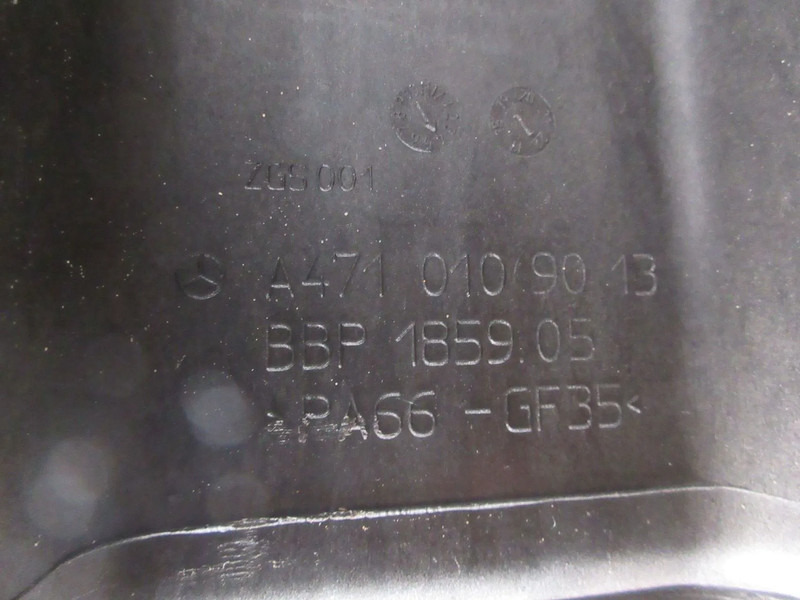 ZGS 001
A471 010 90 13
BBP 1859.05
>PA66-GF35<